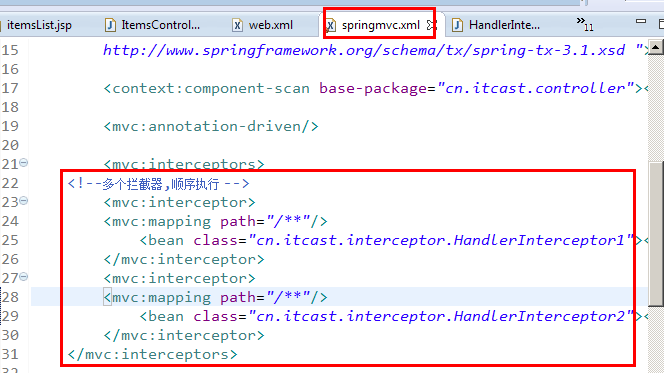 itemsList.jsp ItemsControl... web.xml springmvc.xml HandlerInte... »11
15 http://www.springframework.org/schema/tx/spring-tx-3.1.xsd ">
16
17 <context:component-scan base-package="cn.itcast.controller"><
18
19 <mvc:annotation-driven/>
20
21 <mvc:interceptors>
22 <!--多个拦截器,顺序执行 -->
23 <mvc:interceptor>
24 <mvc:mapping path="/**"/>
25 <bean class="cn.itcast.interceptor.HandlerInterceptor1"><
26 </mvc:interceptor>
27 <mvc:interceptor>
28 <mvc:mapping path="/**"/>
29 <bean class="cn.itcast.interceptor.HandlerInterceptor2"><
30 </mvc:interceptor>
31 </mvc:interceptors>
32